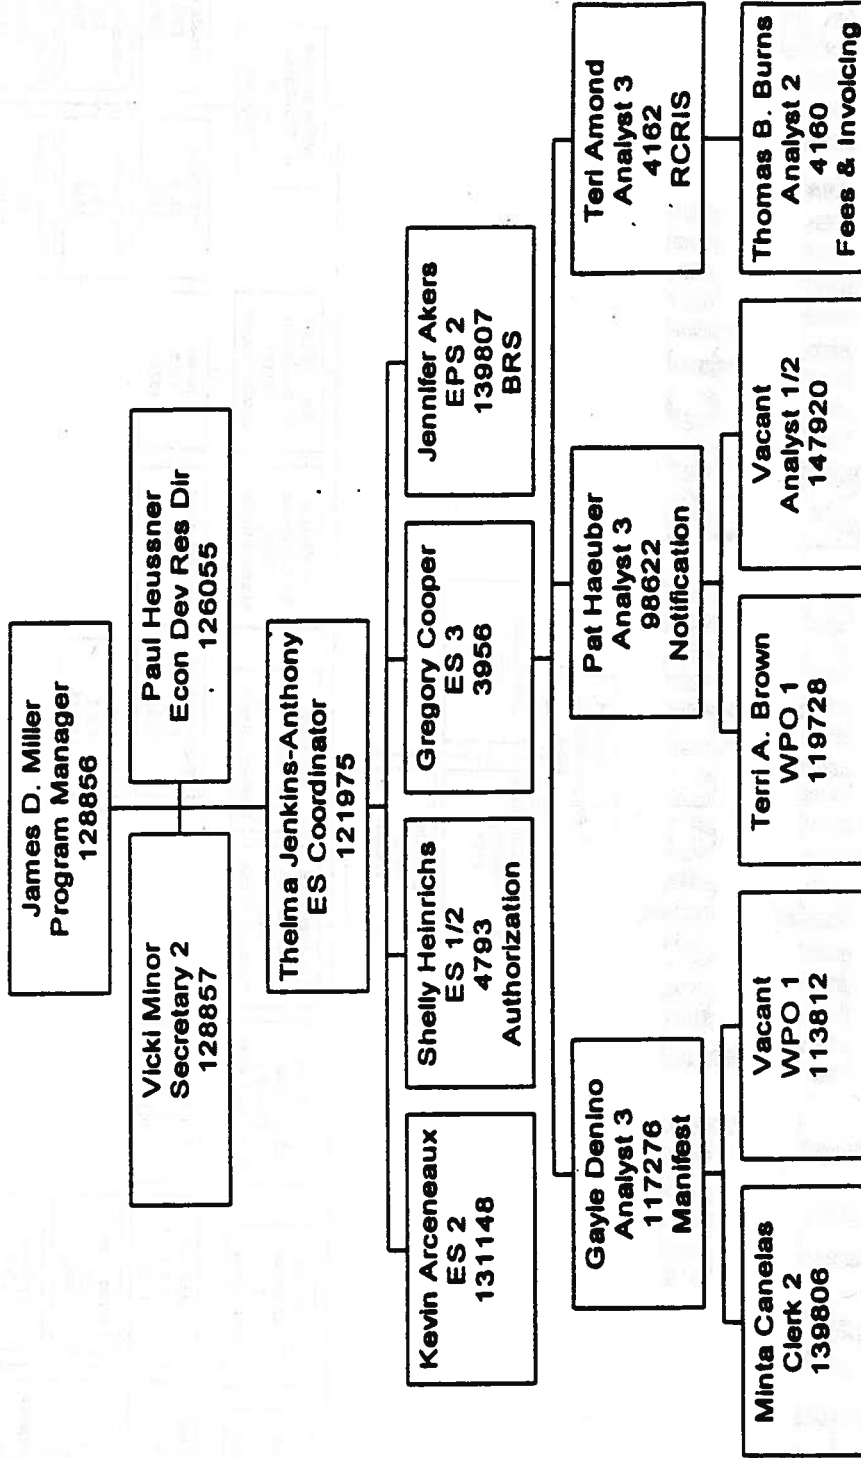 James D. Miller
Program Manager
128856
Vicki Minor
Secretary 2
128857
Paul Heussner
Econ Dev Res Dir
126055
Thelma Jenkins-Anthony
ES Coordinator
121975
Kevin Arceneaux
ES 2
131148
Shelly Heinrichs
ES 1/2
4793
Authorization
Gregory Cooper
ES 3
3956
Jennifer Akers
EPS 2
139807
BRS
Gayle Denino
Analyst 3
117276
Manifest
Pat Haeuber
Analyst 3
98622
Notification
Teri Amond
Analyst 3
4162
RCRIS
Minta Canelas
Clerk 2
139806
Vacant
WPO 1
113812
Terri A. Brown
WPO 1
119728
Vacant
Analyst 1/2
147920
Thomas B. Burns
Analyst 2
4160
Fees & Invoicing